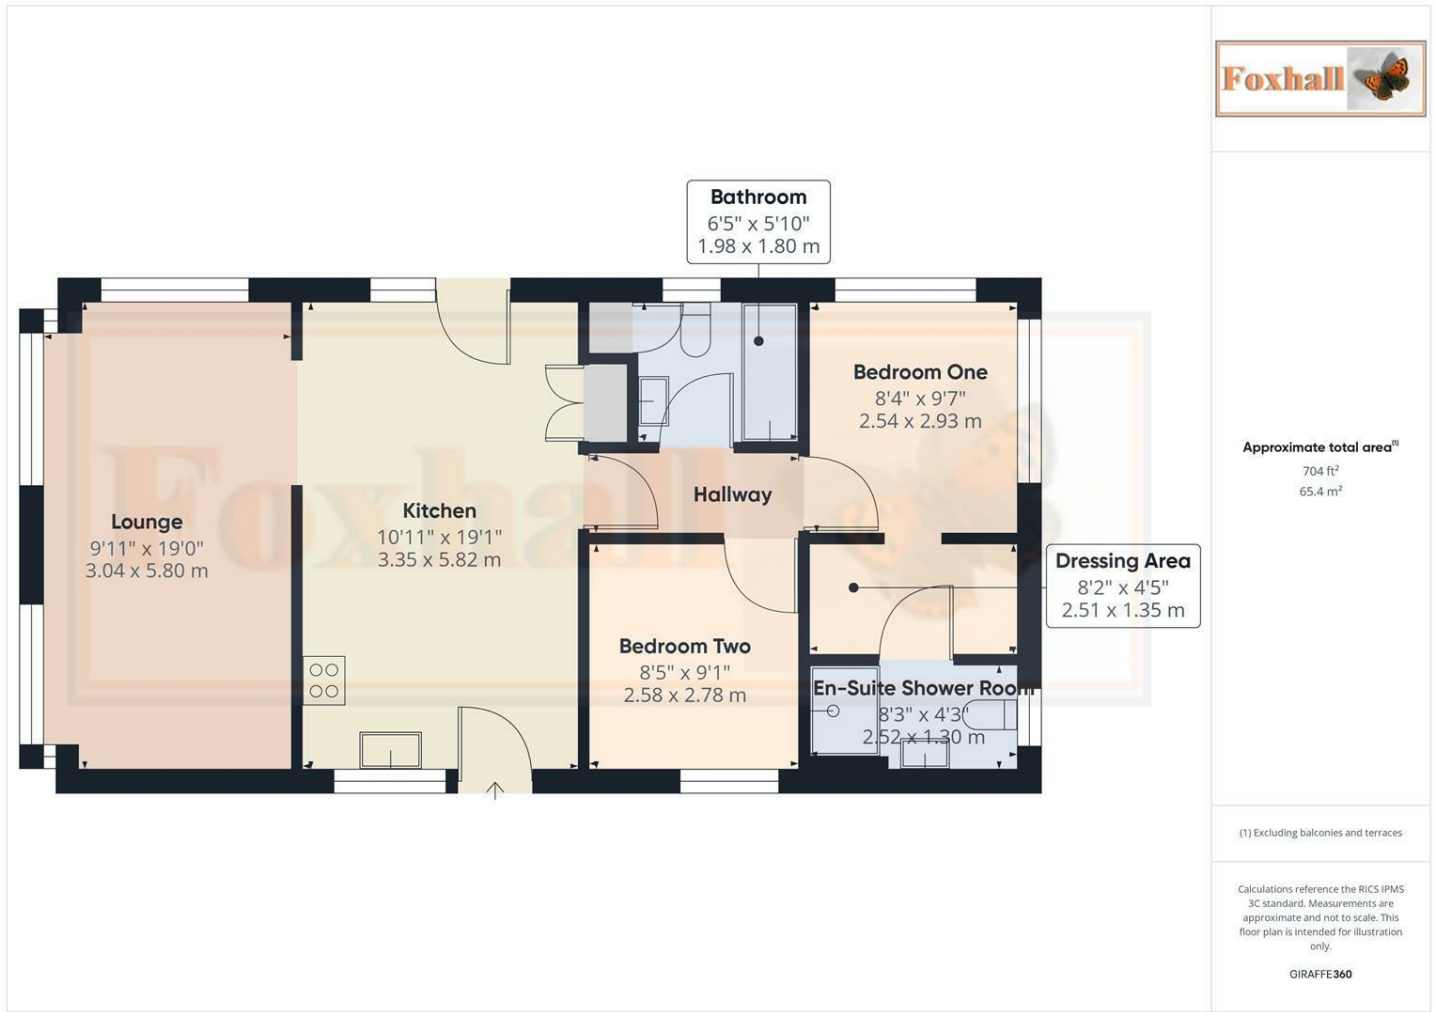 Foxhall
Bathroom
6'5" x 5'10"
1.98 x 1.80 m
Bedroom One
8'4" x 9'7"
2.54 x 2.93 m
Hallway
Lounge
9'11" x 19'0"
3.04 x 5.80 m
Kitchen
10'11" x 19'1"
3.35 x 5.82 m
Dressing Area
8'2" x 4'5"
2.51 x 1.35 m
Bedroom Two
8'5" x 9'1"
2.58 x 2.78 m
En-Suite Shower Room
8'3" x 4'3"
2.52 x 1.30 m
Foxhall
Approximate total area(1)
704 ft²
65.4 m²
(1) Excluding balconies and terraces
Calculations reference the RICS IPMS
3C standard. Measurements are
approximate and not to scale. This
floor plan is intended for illustration
only.
GIRAFFE360